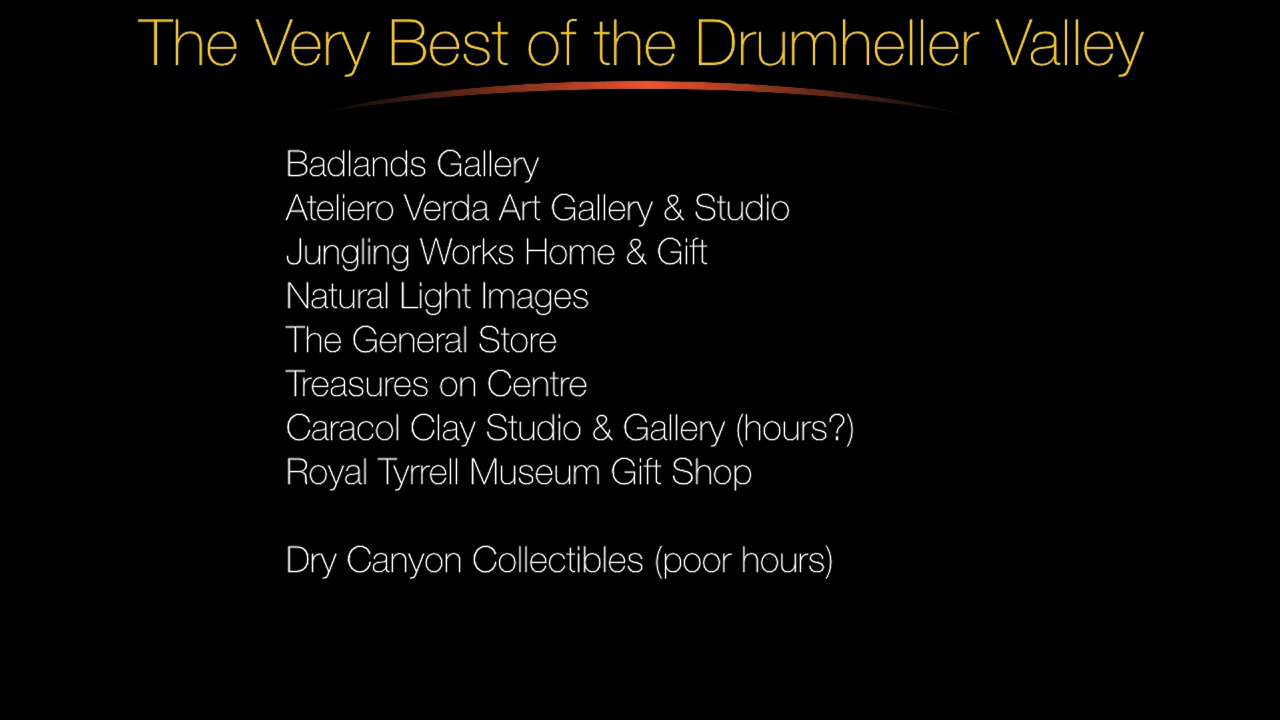 The Very Best of the Drumheller Valley
Badlands Gallery
Ateliero Verda Art Gallery & Studio
Jungling Works Home & Gift
Natural Light Images
The General Store
Treasures on Centre
Caracol Clay Studio & Gallery (hours?)
Royal Tyrrell Museum Gift Shop
Dry Canyon Collectibles (poor hours)